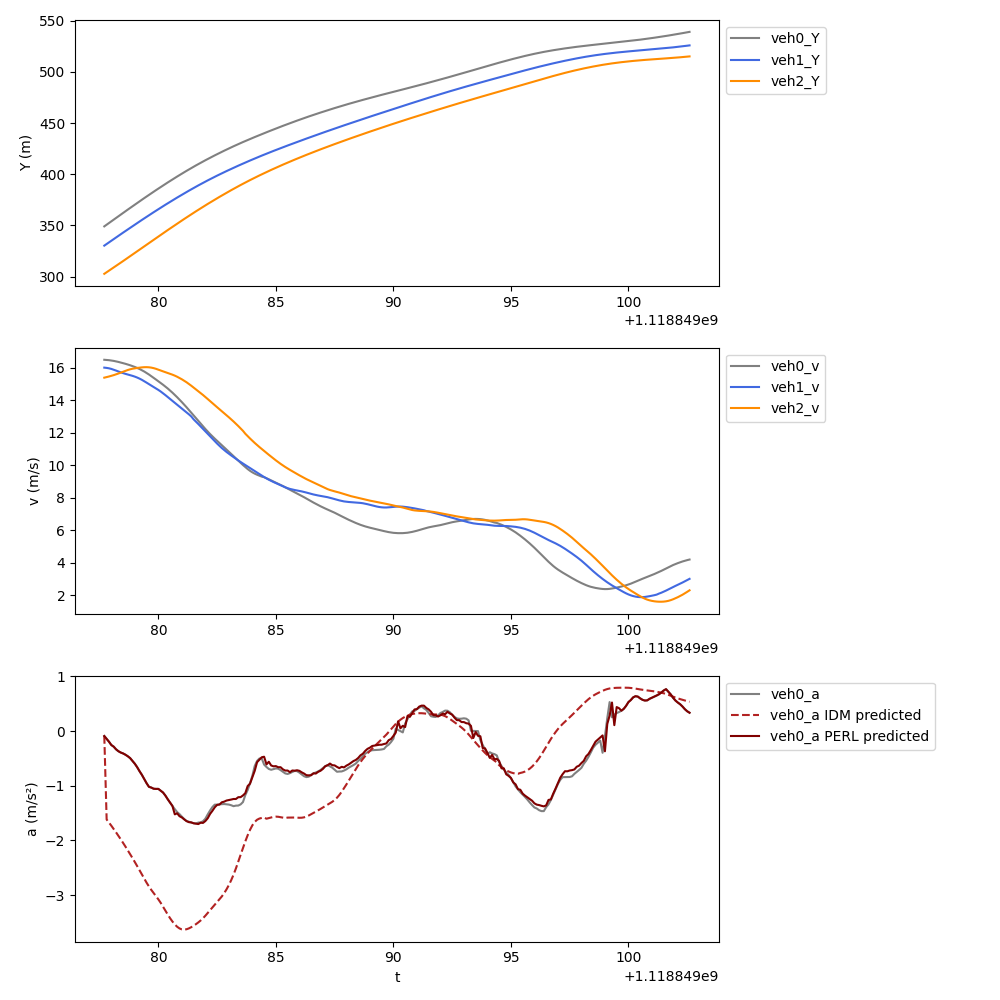 550
500
450
400
350
300
Y (m)
80
85
90
95
100
+1.118849e9
veh0_Y
veh1_Y
veh2_Y
16
14
12
10
8
6
4
2
v (m/s)
80
85
90
95
100
+1.118849e9
veh0_v
veh1_v
veh2_v
1
0
−1
−2
−3
a (m/s²)
80
85
90
95
100
t
+1.118849e9
veh0_a
veh0_a IDM predicted
veh0_a PERL predicted